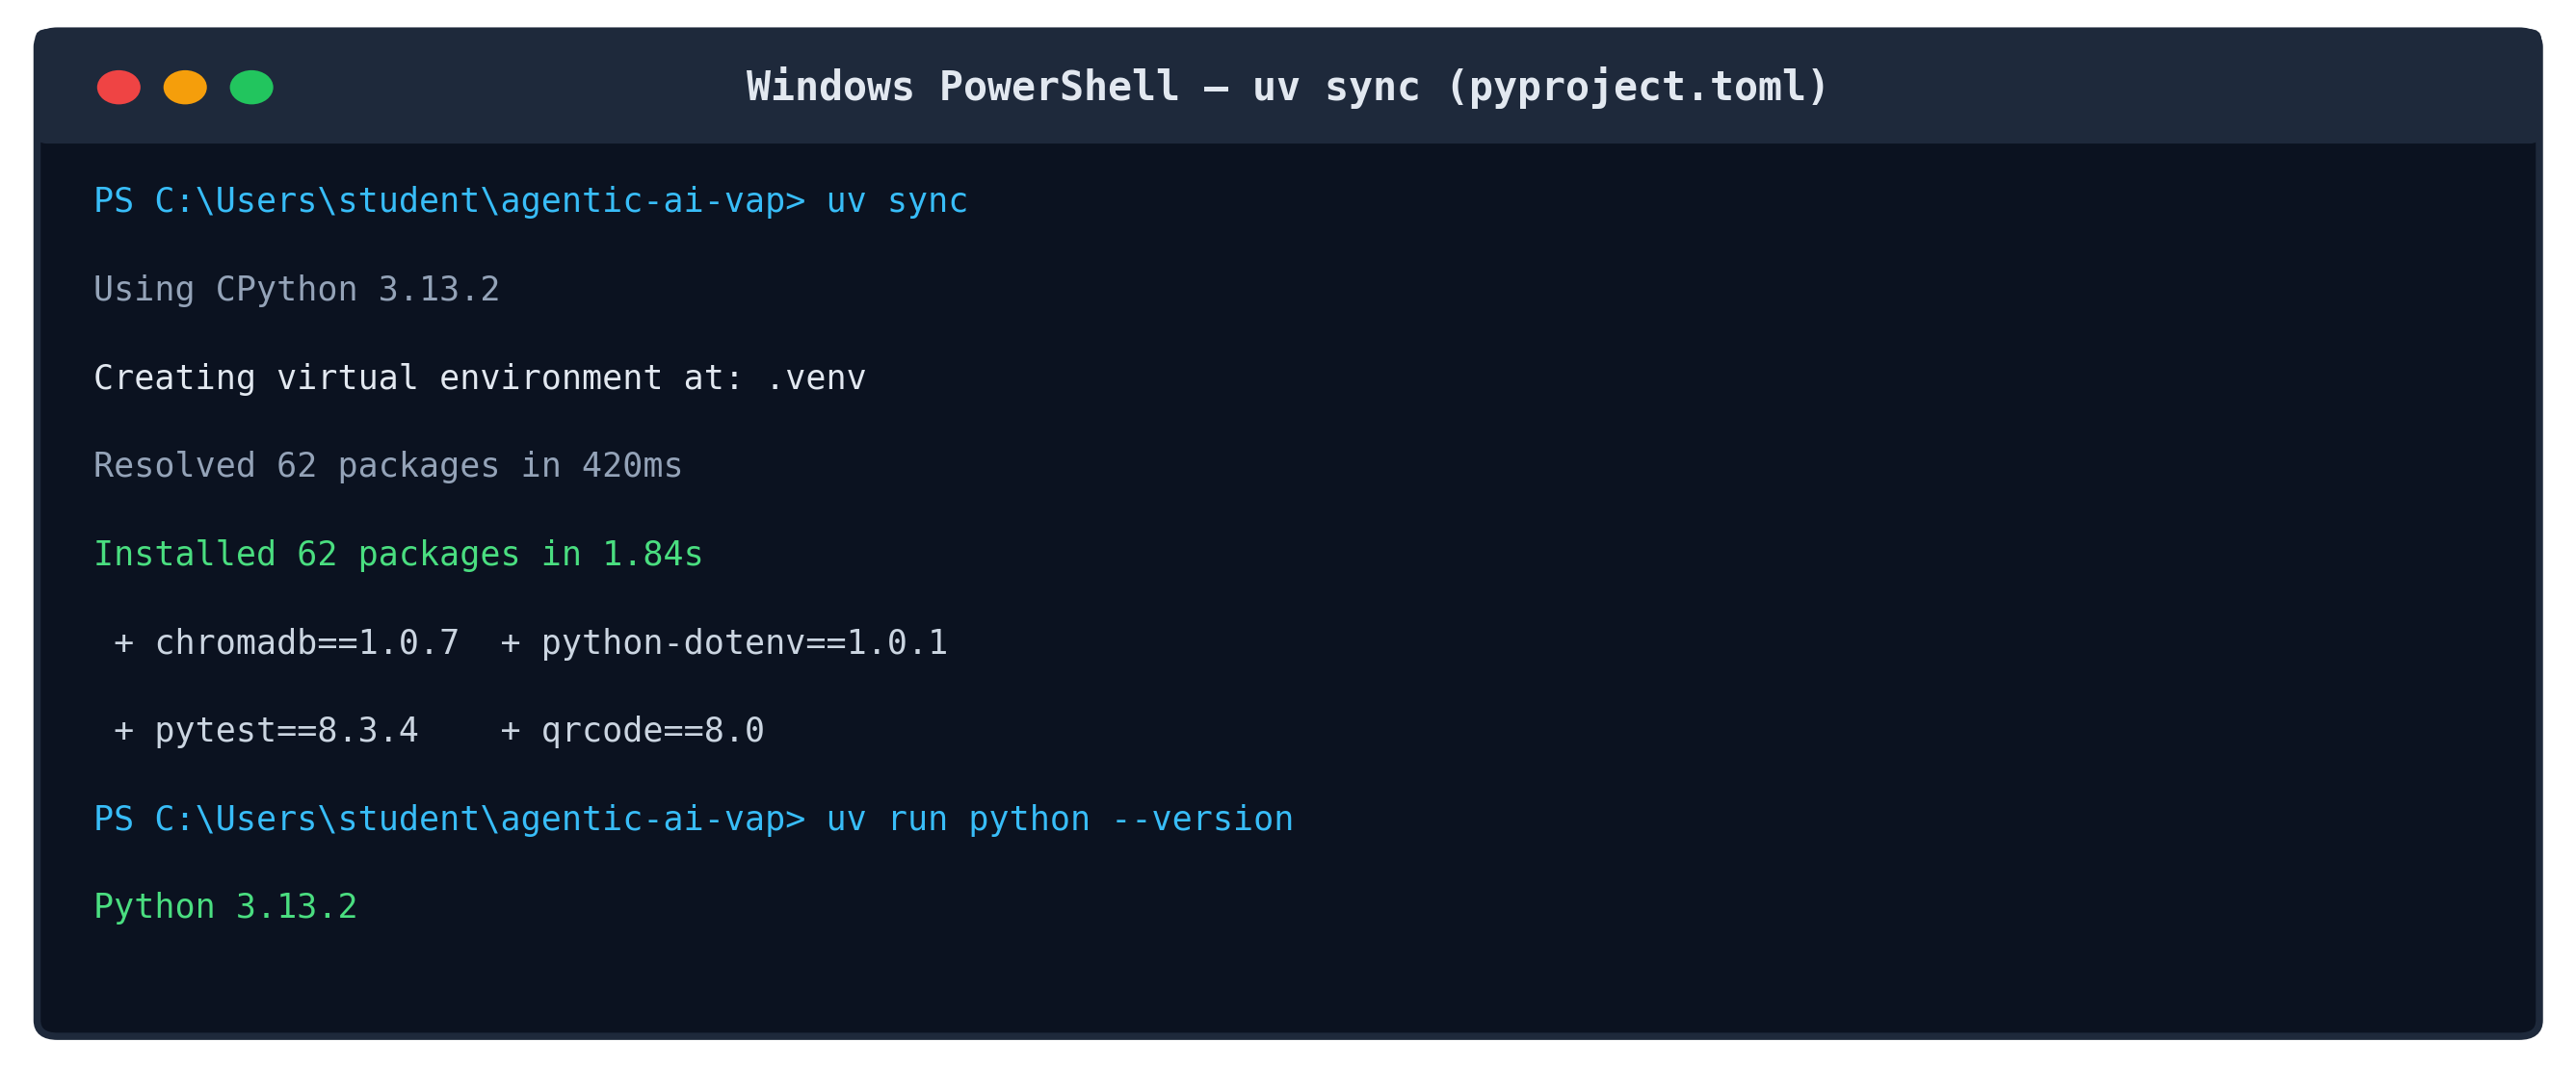 Windows PowerShell — uv sync (pyproject.toml)
PS C:\Users\student\agentic-ai-vap> uv sync
Using CPython 3.13.2
Creating virtual environment at: .venv
Resolved 62 packages in 420ms
Installed 62 packages in 1.84s
 + chromadb==1.0.7  + python-dotenv==1.0.1
 + pytest==8.3.4    + qrcode==8.0
PS C:\Users\student\agentic-ai-vap> uv run python --version
Python 3.13.2